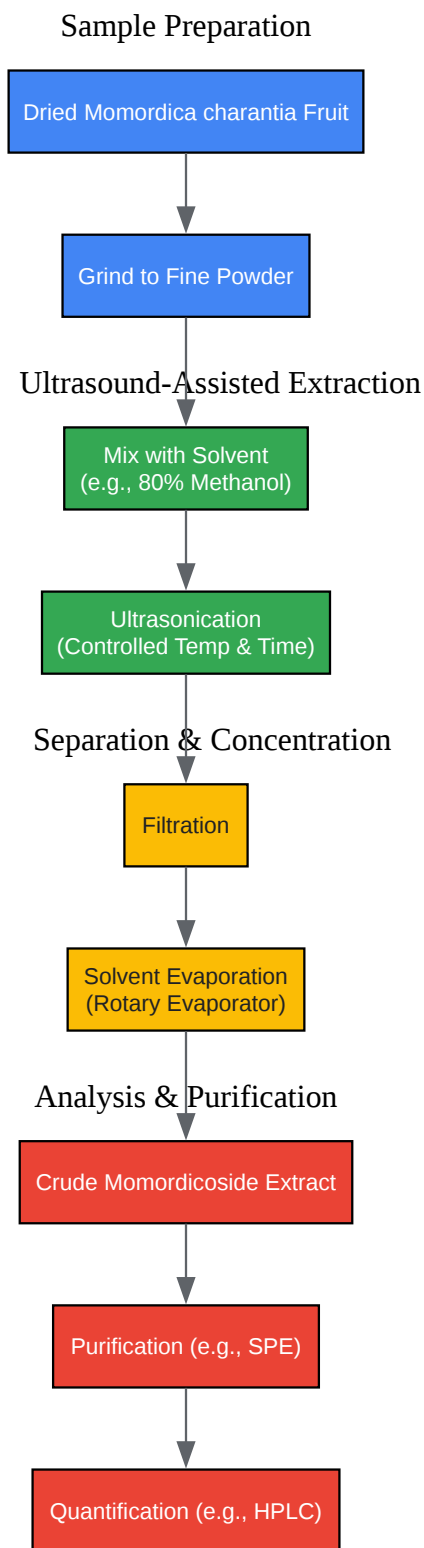 Sample Preparation
Dried Momordica charantia Fruit
Grind to Fine Powder
Ultrasound-Assisted Extraction
Mix with Solvent
(e.g., 80% Methanol)
Ultrasonication
(Controlled Temp & Time)
Separation & Concentration
Filtration
Solvent Evaporation
(Rotary Evaporator)
Analysis & Purification
Crude Momordicoside Extract
Purification (e.g., SPE)
Quantification (e.g., HPLC)